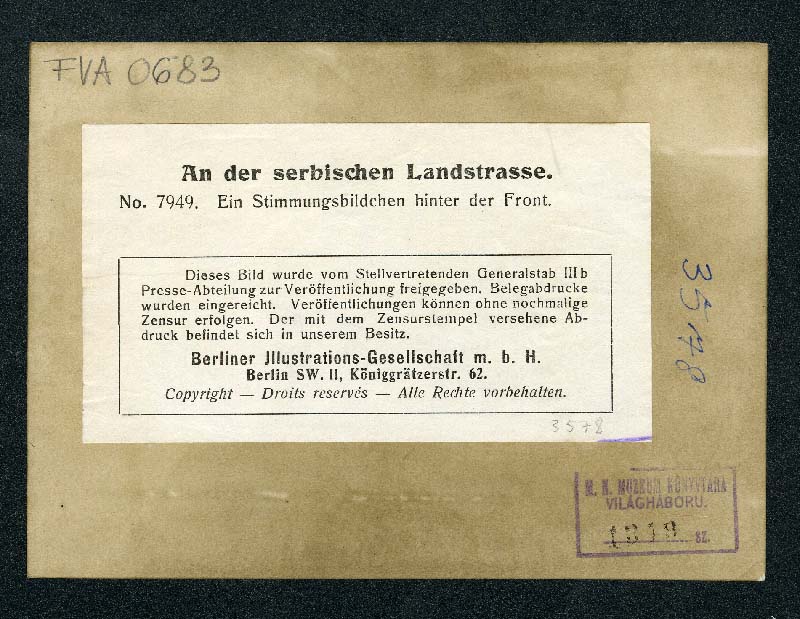 FVA 0683
An der serbischen Landstrasse.
No. 7949. Ein Stimmungsbildchen hinter der Front.
Dieses Bild wurde vom Stellvertretenden Generalstab III b
Presse-Abteilung zur Veröffentlichung freigegeben. Belegabdrucke
wurden eingereicht. Veröffentlichungen können ohne nochmalige
Zensur erfolgen. Der mit dem Zensurstempel versehene Ab-
druck befindet sich in unserem Besitz.
Berliner Jllustrations-Gesellschaft m. b. H.
Berlin SW. 11, Königgrätzerstr. 62.
Copyright — Droits reservés — Alle Rechte vorbehalten.
3578
3578
M. N. MUZEUM KÖNYVTÁRA
VILÁGHÁBORU.
sz.